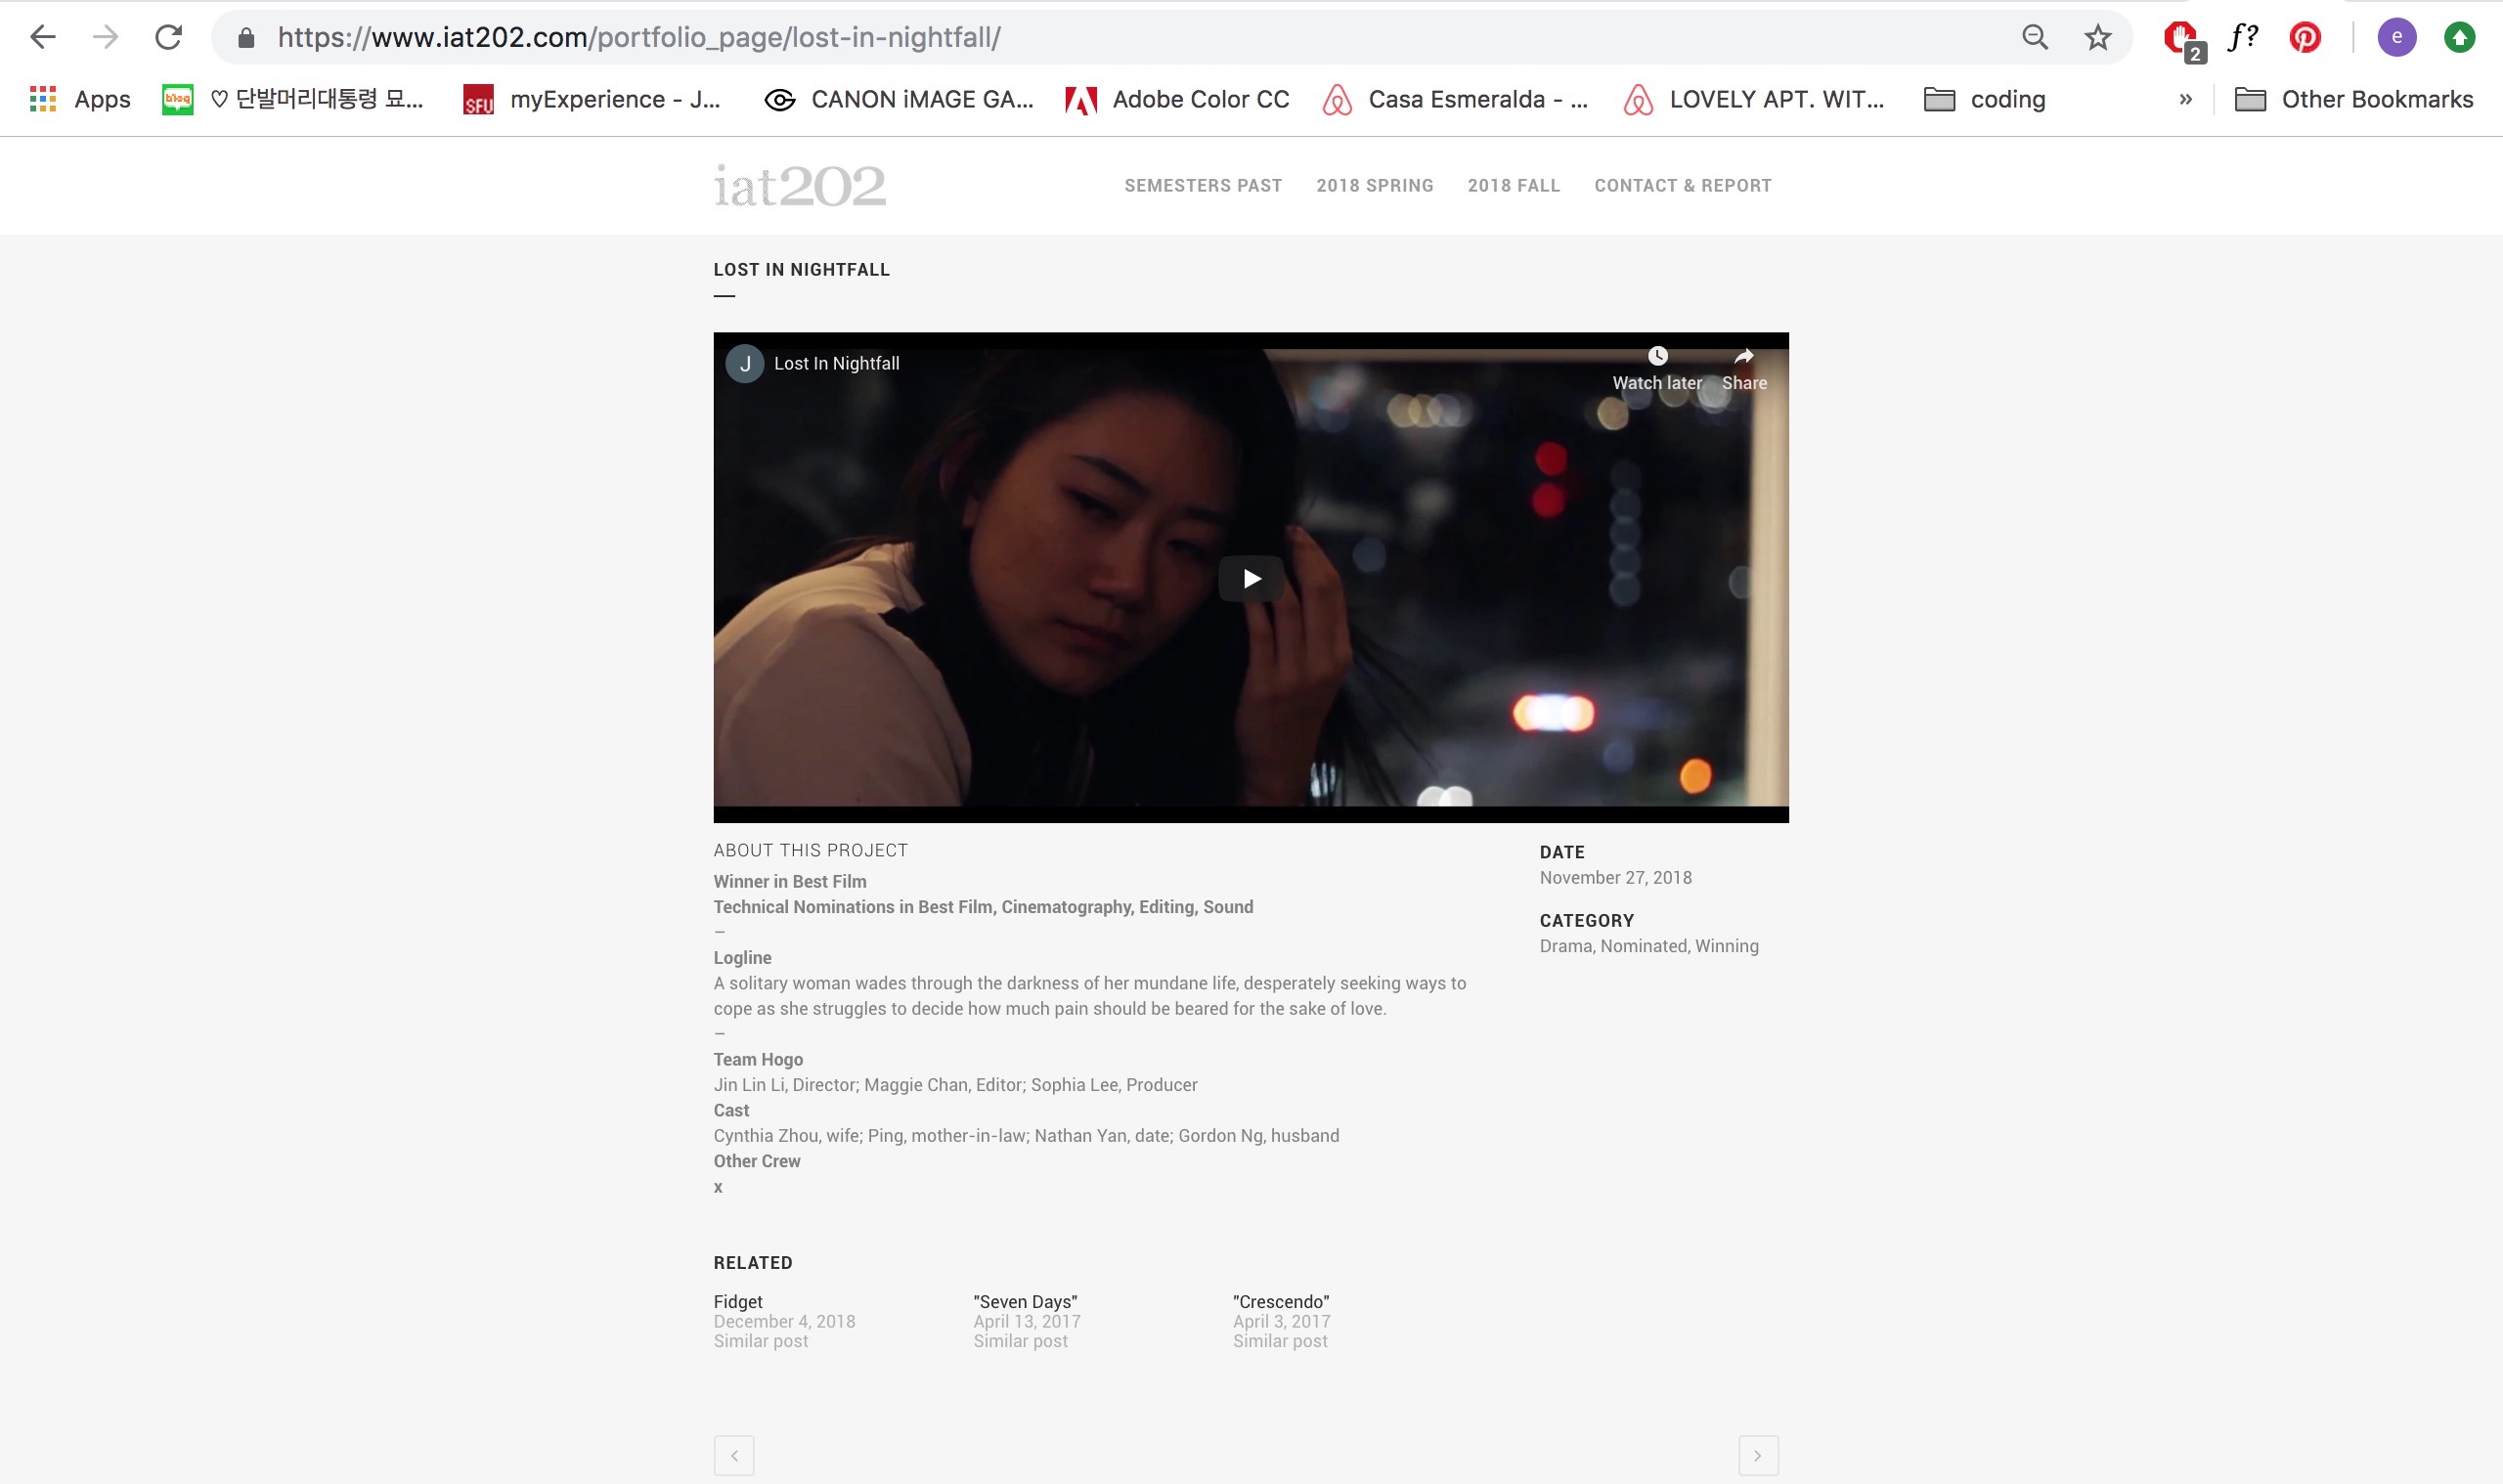 https://www.iat202.com/portfolio_page/lost-in-nightfall/
2
f?
e
Apps
blog
♡ 단발머리대통령 묘...
SFU
myExperience - J...
CANON iMAGE GA...
Adobe Color CC
Casa Esmeralda - ...
LOVELY APT. WIT...
coding
»
Other Bookmarks
iat202
SEMESTERS PAST
2018 SPRING
2018 FALL
CONTACT & REPORT
LOST IN NIGHTFALL
J
Lost In Nightfall
Watch later
Share
ABOUT THIS PROJECT
Winner in Best Film
Technical Nominations in Best Film, Cinematography, Editing, Sound
–
Logline
A solitary woman wades through the darkness of her mundane life, desperately seeking ways to
cope as she struggles to decide how much pain should be beared for the sake of love.
–
Team Hogo
Jin Lin Li, Director; Maggie Chan, Editor; Sophia Lee, Producer
Cast
Cynthia Zhou, wife; Ping, mother-in-law; Nathan Yan, date; Gordon Ng, husband
Other Crew
x
DATE
November 27, 2018
CATEGORY
Drama, Nominated, Winning
RELATED
Fidget
December 4, 2018
Similar post
"Seven Days"
April 13, 2017
Similar post
"Crescendo"
April 3, 2017
Similar post